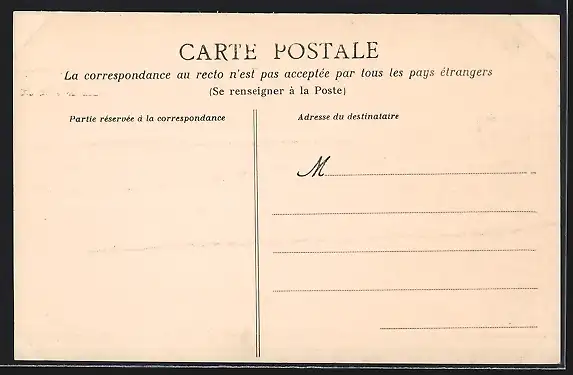 CARTE POSTALE
La correspondance au recto n'est pas acceptée par tous les pays étrangers
(Se renseigner à la Poste)
Partie réservée à la correspondance
Adresse du destinataire
M